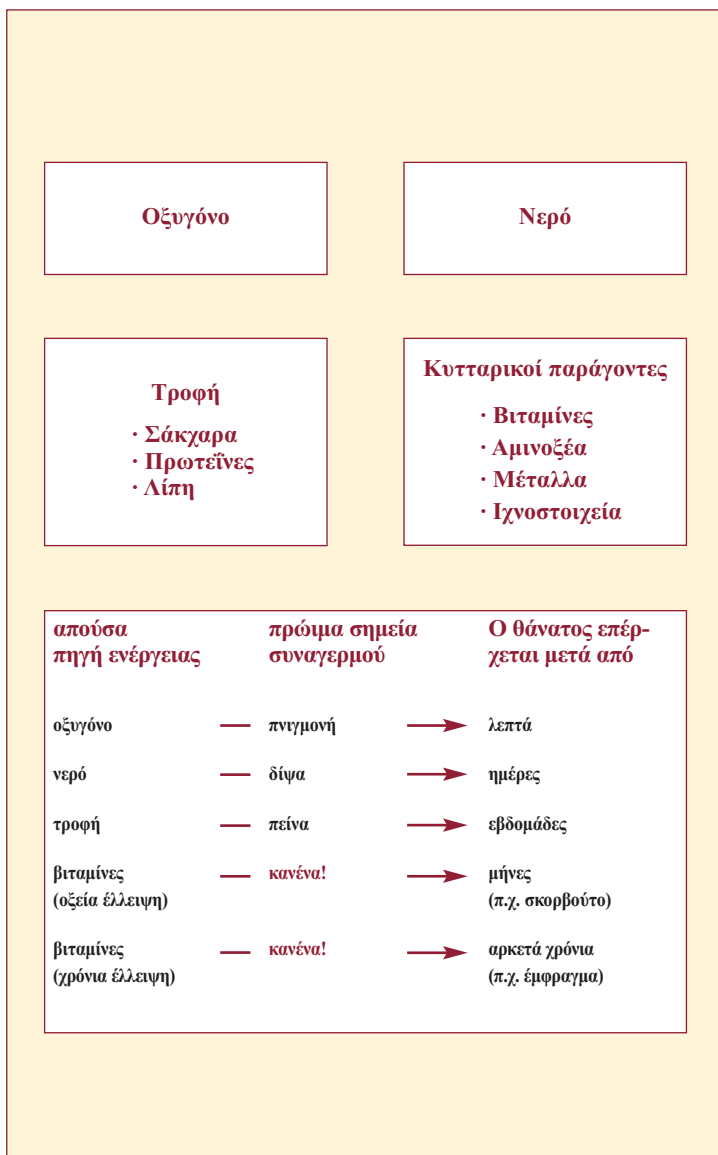 Οξυγόνο
Νερό
Τροφή
· Σάκχαρα
· Πρωτεΐνες
· Λίπη
Κυτταρικοί παράγοντες
· Βιταμίνες
· Αμινοξέα
· Μέταλλα
· Ιχνοστοιχεία
απούσα πρώιμα σημεία Ο θάνατος επέρ-
πηγή ενέργειας συναγερμού χεται μετά από
οξυγόνο — πνιγμονή → λεπτά
νερό — δίψα → ημέρες
τροφή — πείνα → εβδομάδες
βιταμίνες — κανένα! → μήνες
(οξεία έλλειψη) (π.χ. σκορβούτο)
βιταμίνες — κανένα! → αρκετά χρόνια
(χρόνια έλλειψη) (π.χ. έμφραγμα)